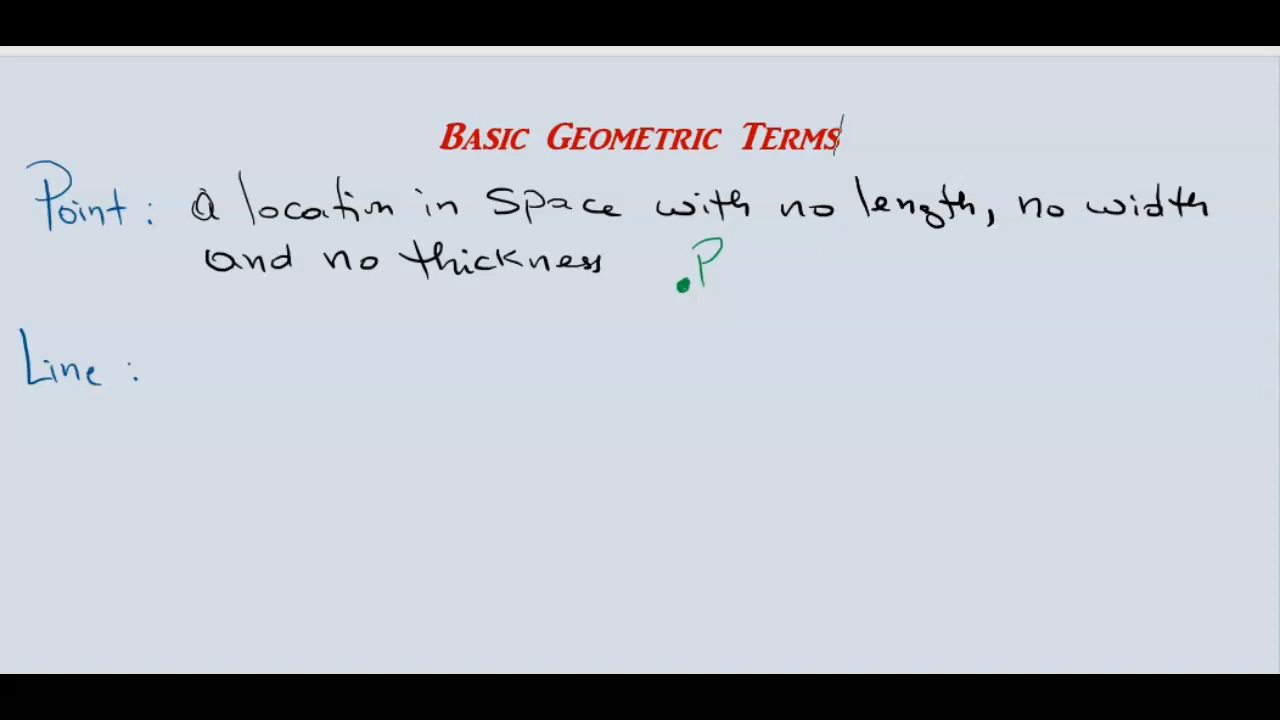 BASIC GEOMETRIC TERMS
Point: a location in space with no length, no width
and no thickness .P
Line: